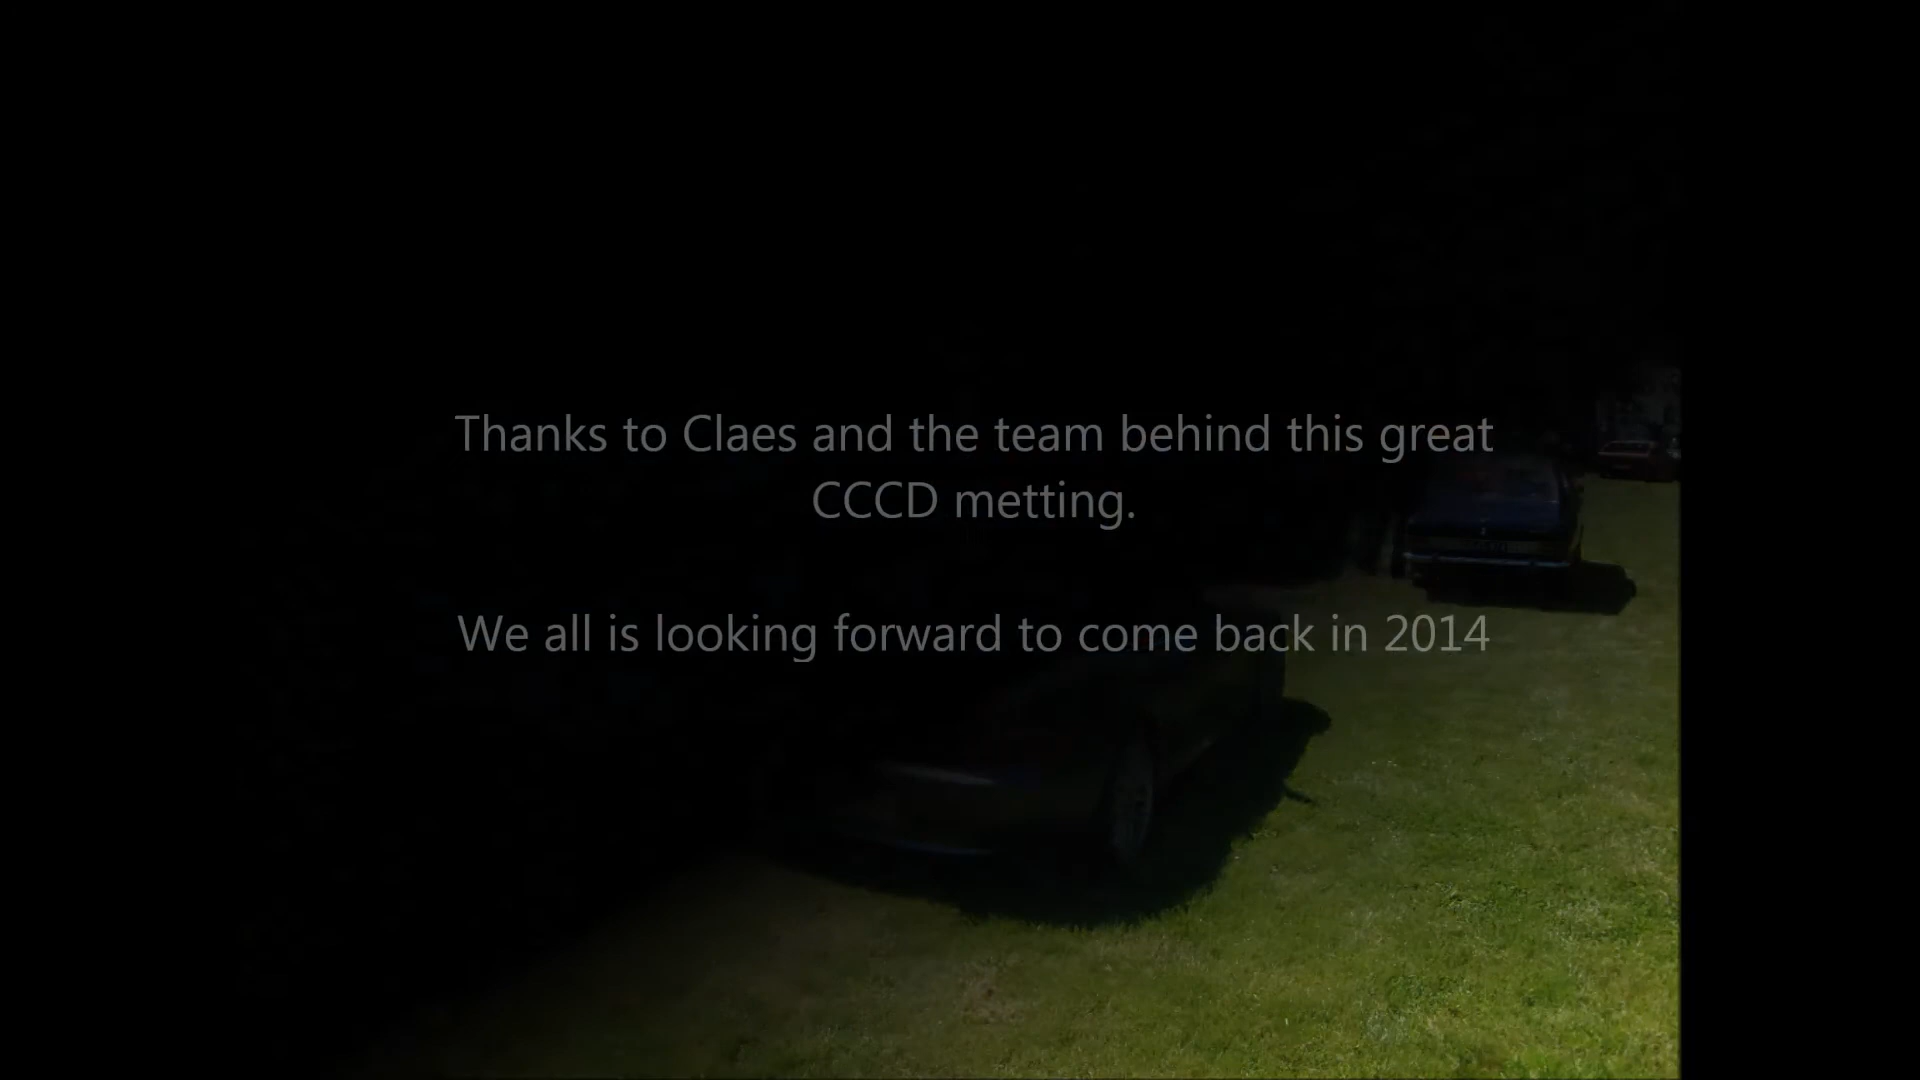 Thanks to Claes and the team behind this great
CCCD metting.
We all is looking forward to come back in 2014